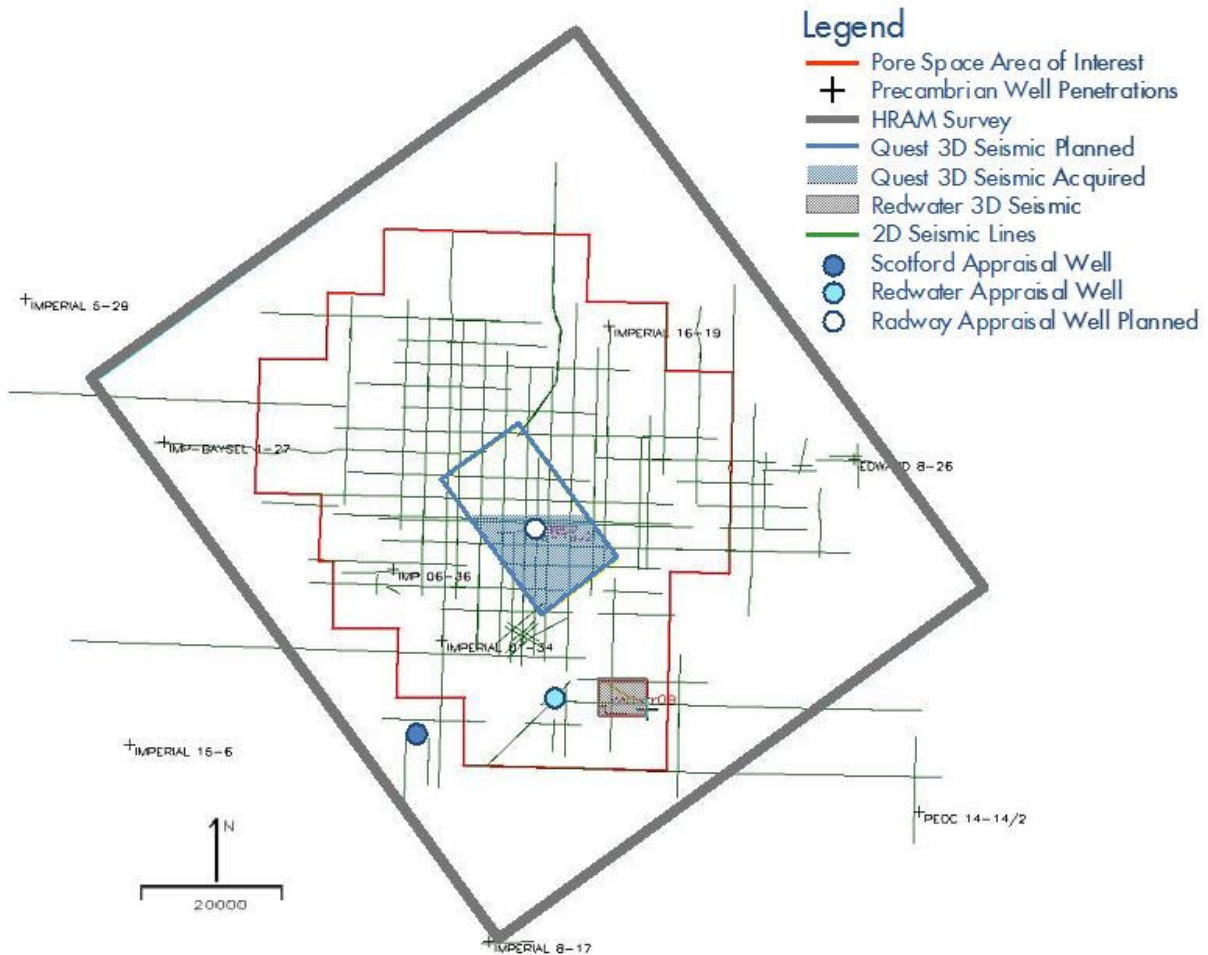 Legend
Pore Space Area of Interest
Precambrian Well Penetrations
HRAM Survey
Quest 3D Seismic Planned
Quest 3D Seismic Acquired
Redwater 3D Seismic
2D Seismic Lines
Scotford Appraisal Well
Redwater Appraisal Well
Radway Appraisal Well Planned
IMPERIAL 5-29
IMPERIAL 16-19
IMP-BAYSEL 1-27
EDWARD 8-26
IMP 06-36
IMPERIAL 01-34
IMPERIAL 15-6
PEOC 14-14/2
N
20000
IMPERIAL 8-17